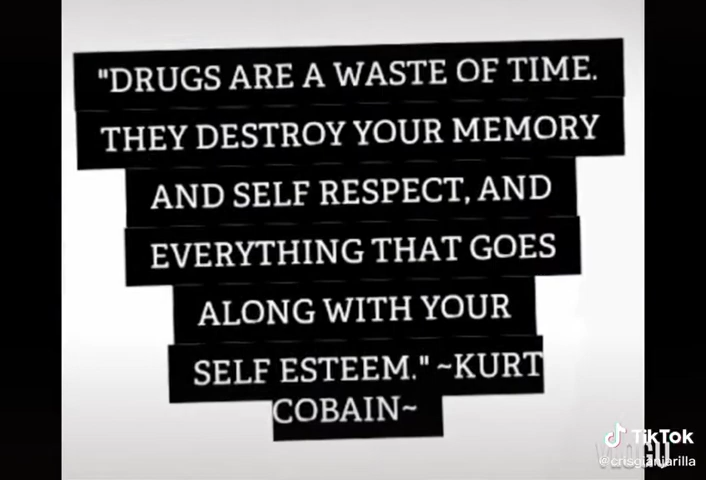 "DRUGS ARE A WASTE OF TIME.
THEY DESTROY YOUR MEMORY
AND SELF RESPECT, AND
EVERYTHING THAT GOES
ALONG WITH YOUR
SELF ESTEEM." ~KURT
COBAIN~
TikTok
@crisgianjarilla